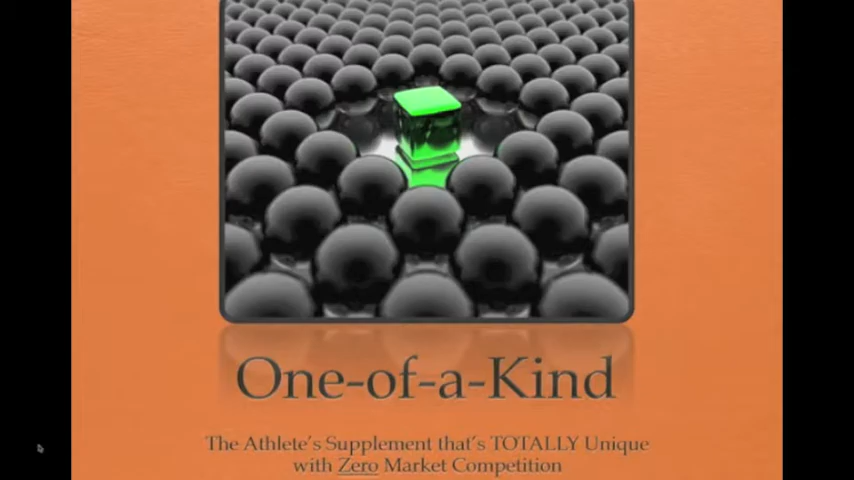 One-of-a-Kind
The Athlete's Supplement that's TOTALLY Unique
with Zero Market Competition